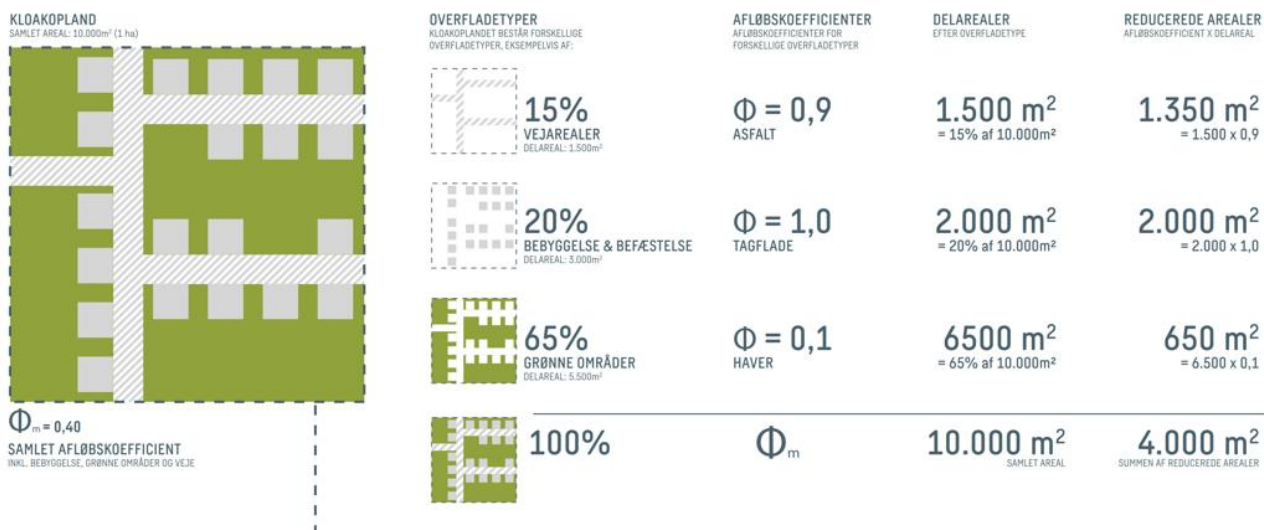 KLOAKOPLAND
SAMLET AREAL: 10.000m² (1 ha)
Φm = 0,40
SAMLET AFLØBSKOEFFICIENT
INKL. BEBYGGELSE, GRØNNE OMRÅDER OG VEJE
OVERFLADETYPER
KLOAKOPLANDET BESTÅR FORSKELLIGE
OVERFLADETYPER, EKSEMPELVIS AF:
AFLØBSKOEFFICIENTER
AFLØBSKOEFFICIENTER FOR
FORSKELLIGE OVERFLADETYPER
DELAREALER
EFTER OVERFLADETYPE
REDUCEREDE AREALER
AFLØBSKOEFFICIENT X DELAREAL
15%
VEJAREALER
DELAREAL: 1.500m²
Φ = 0,9
ASFALT
1.500 m²
= 15% af 10.000m²
1.350 m²
= 1.500 x 0,9
20%
BEBYGGELSE & BEFÆSTELSE
DELAREAL: 3.000m²
Φ = 1,0
TAGFLADE
2.000 m²
= 20% af 10.000m²
2.000 m²
= 2.000 x 1,0
65%
GRØNNE OMRÅDER
DELAREAL: 5.500m²
Φ = 0,1
HAVER
6500 m²
= 65% af 10.000m²
650 m²
= 6.500 x 0,1
100%
Φm
10.000 m²
SAMLET AREAL
4.000 m²
SUMMEN AF REDUCEREDE AREALER